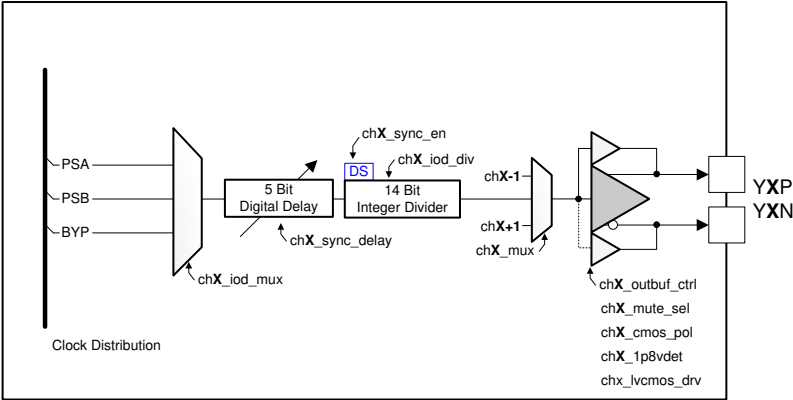 chX_sync_en
DS
chX_iod_div
PSA
PSB
BYP
5 Bit
Digital Delay
14 Bit
Integer Divider
chX-1
chX+1
chX_mux
YXP
YXN
chX_sync_delay
chX_iod_mux
chX_outbuf_ctrl
chX_mute_sel
chX_cmos_pol
chX_1p8vdet
chx_lvcmos_drv
Clock Distribution